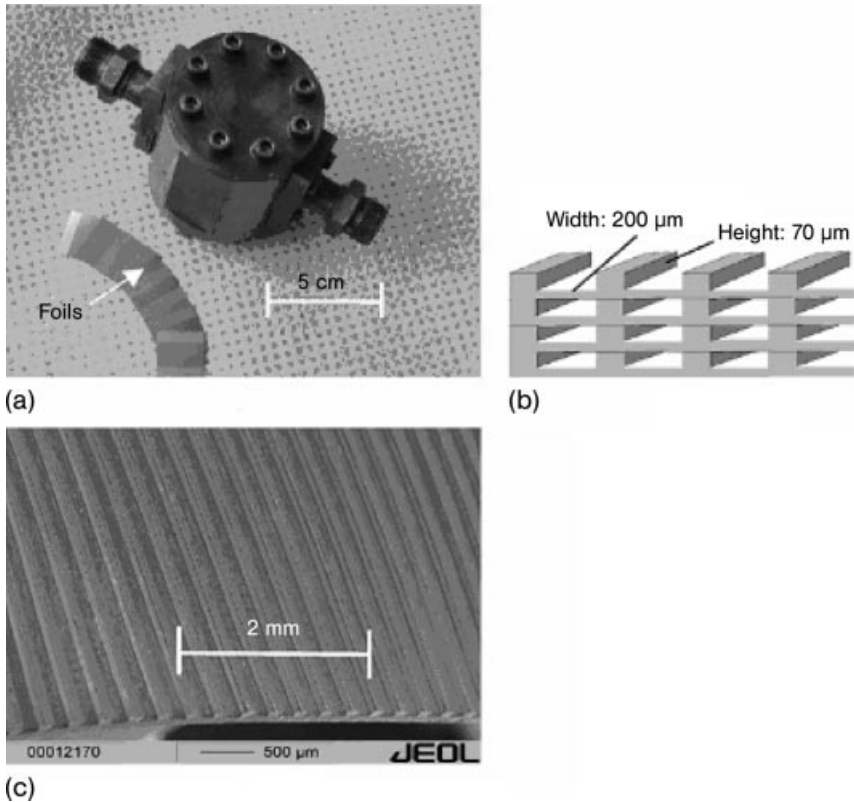 Foils
5 cm
(a)
Width: 200 µm
Height: 70 µm
(b)
2 mm
00012170 500 µm JEOL
(c)